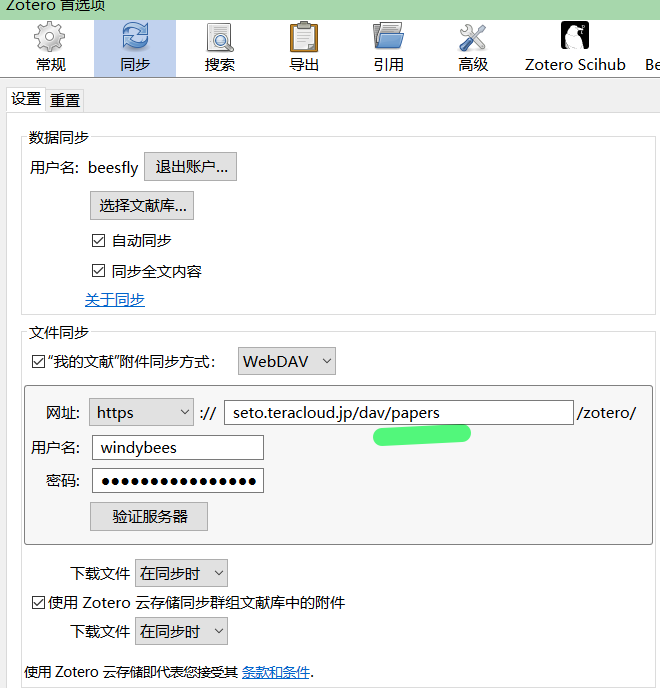 Zotero 首选项
常规 同步 搜索 导出 引用 高级 Zotero Scihub Be
设置 重置
数据同步
用户名: beesfly 退出账户...
选择文献库...
自动同步
同步全文内容
关于同步
文件同步
“我的文献”附件同步方式: WebDAV
网址: https :// seto.teracloud.jp/dav/papers /zotero/
用户名: windybees
密码: ●●●●●●●●●●●●●●●●
验证服务器
下载文件 在同步时
使用 Zotero 云存储同步群组文献库中的附件
下载文件 在同步时
使用 Zotero 云存储即代表您接受其 条款和条件.